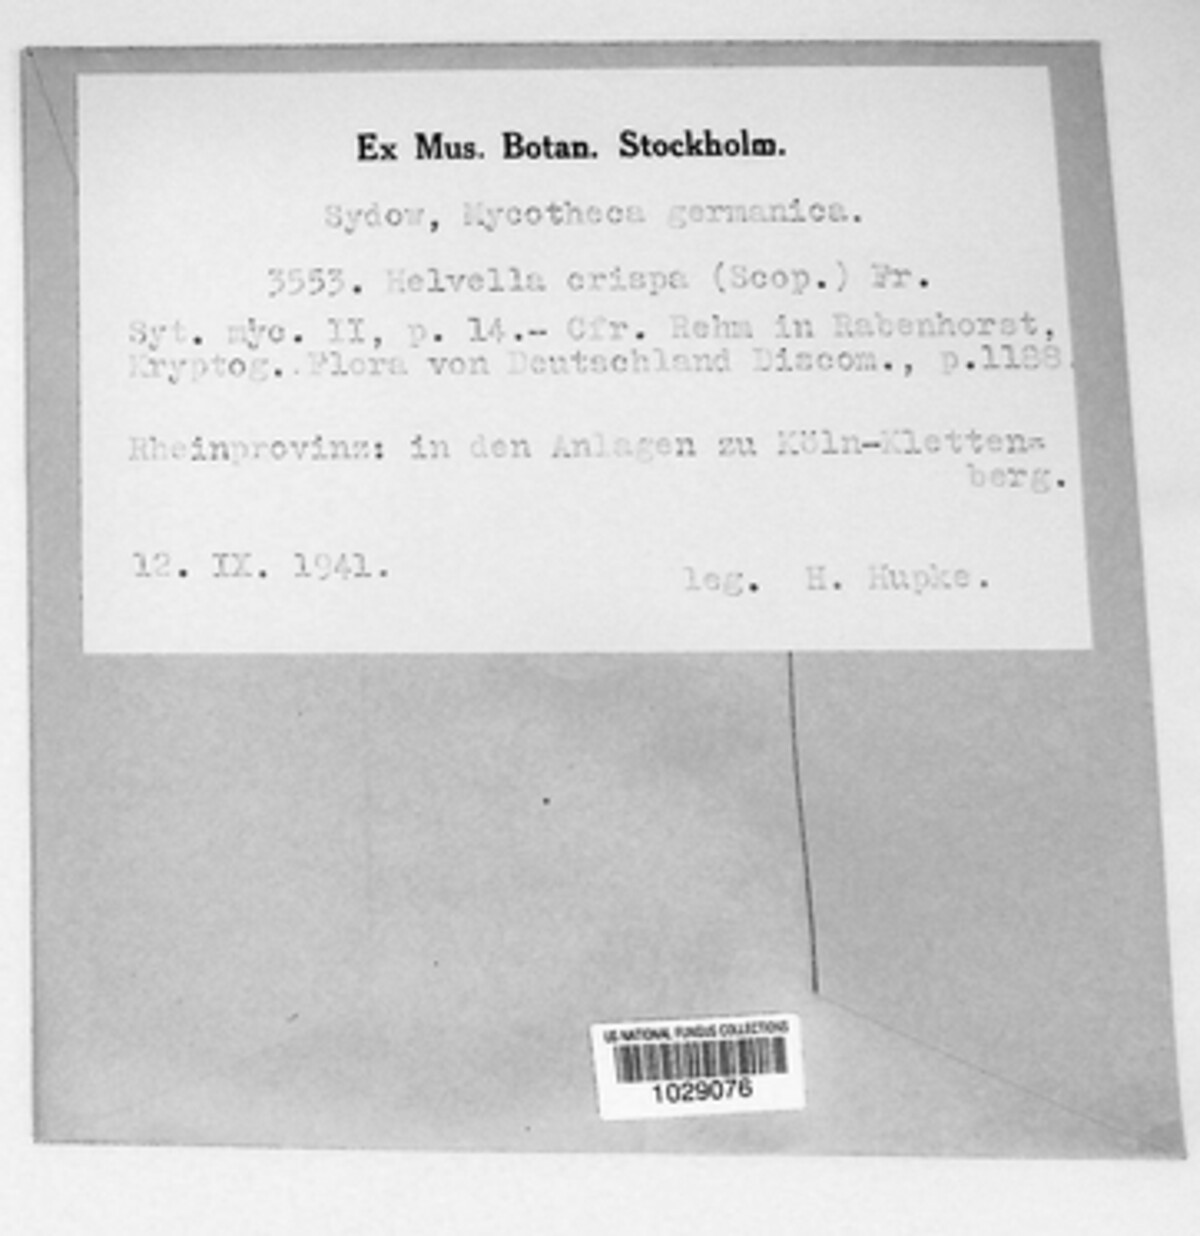 Ex Mus. Botan. Stockholm.
Sydow, Mycotheca germanica.
3553. Helvella crispa (Scop.) Fr.
Syt. myc. II, p. 14.- Cfr. Rehm in Rabenhorst,
Kryptog. Flora von Deutschland Discom., p.1188.
Rheinprovinz: in den Anlagen zu Köln-Kletten=
berg.
12. IX. 1941.
leg. H. Hupke.
US NATIONAL FUNGUS COLLECTIONS
1029076